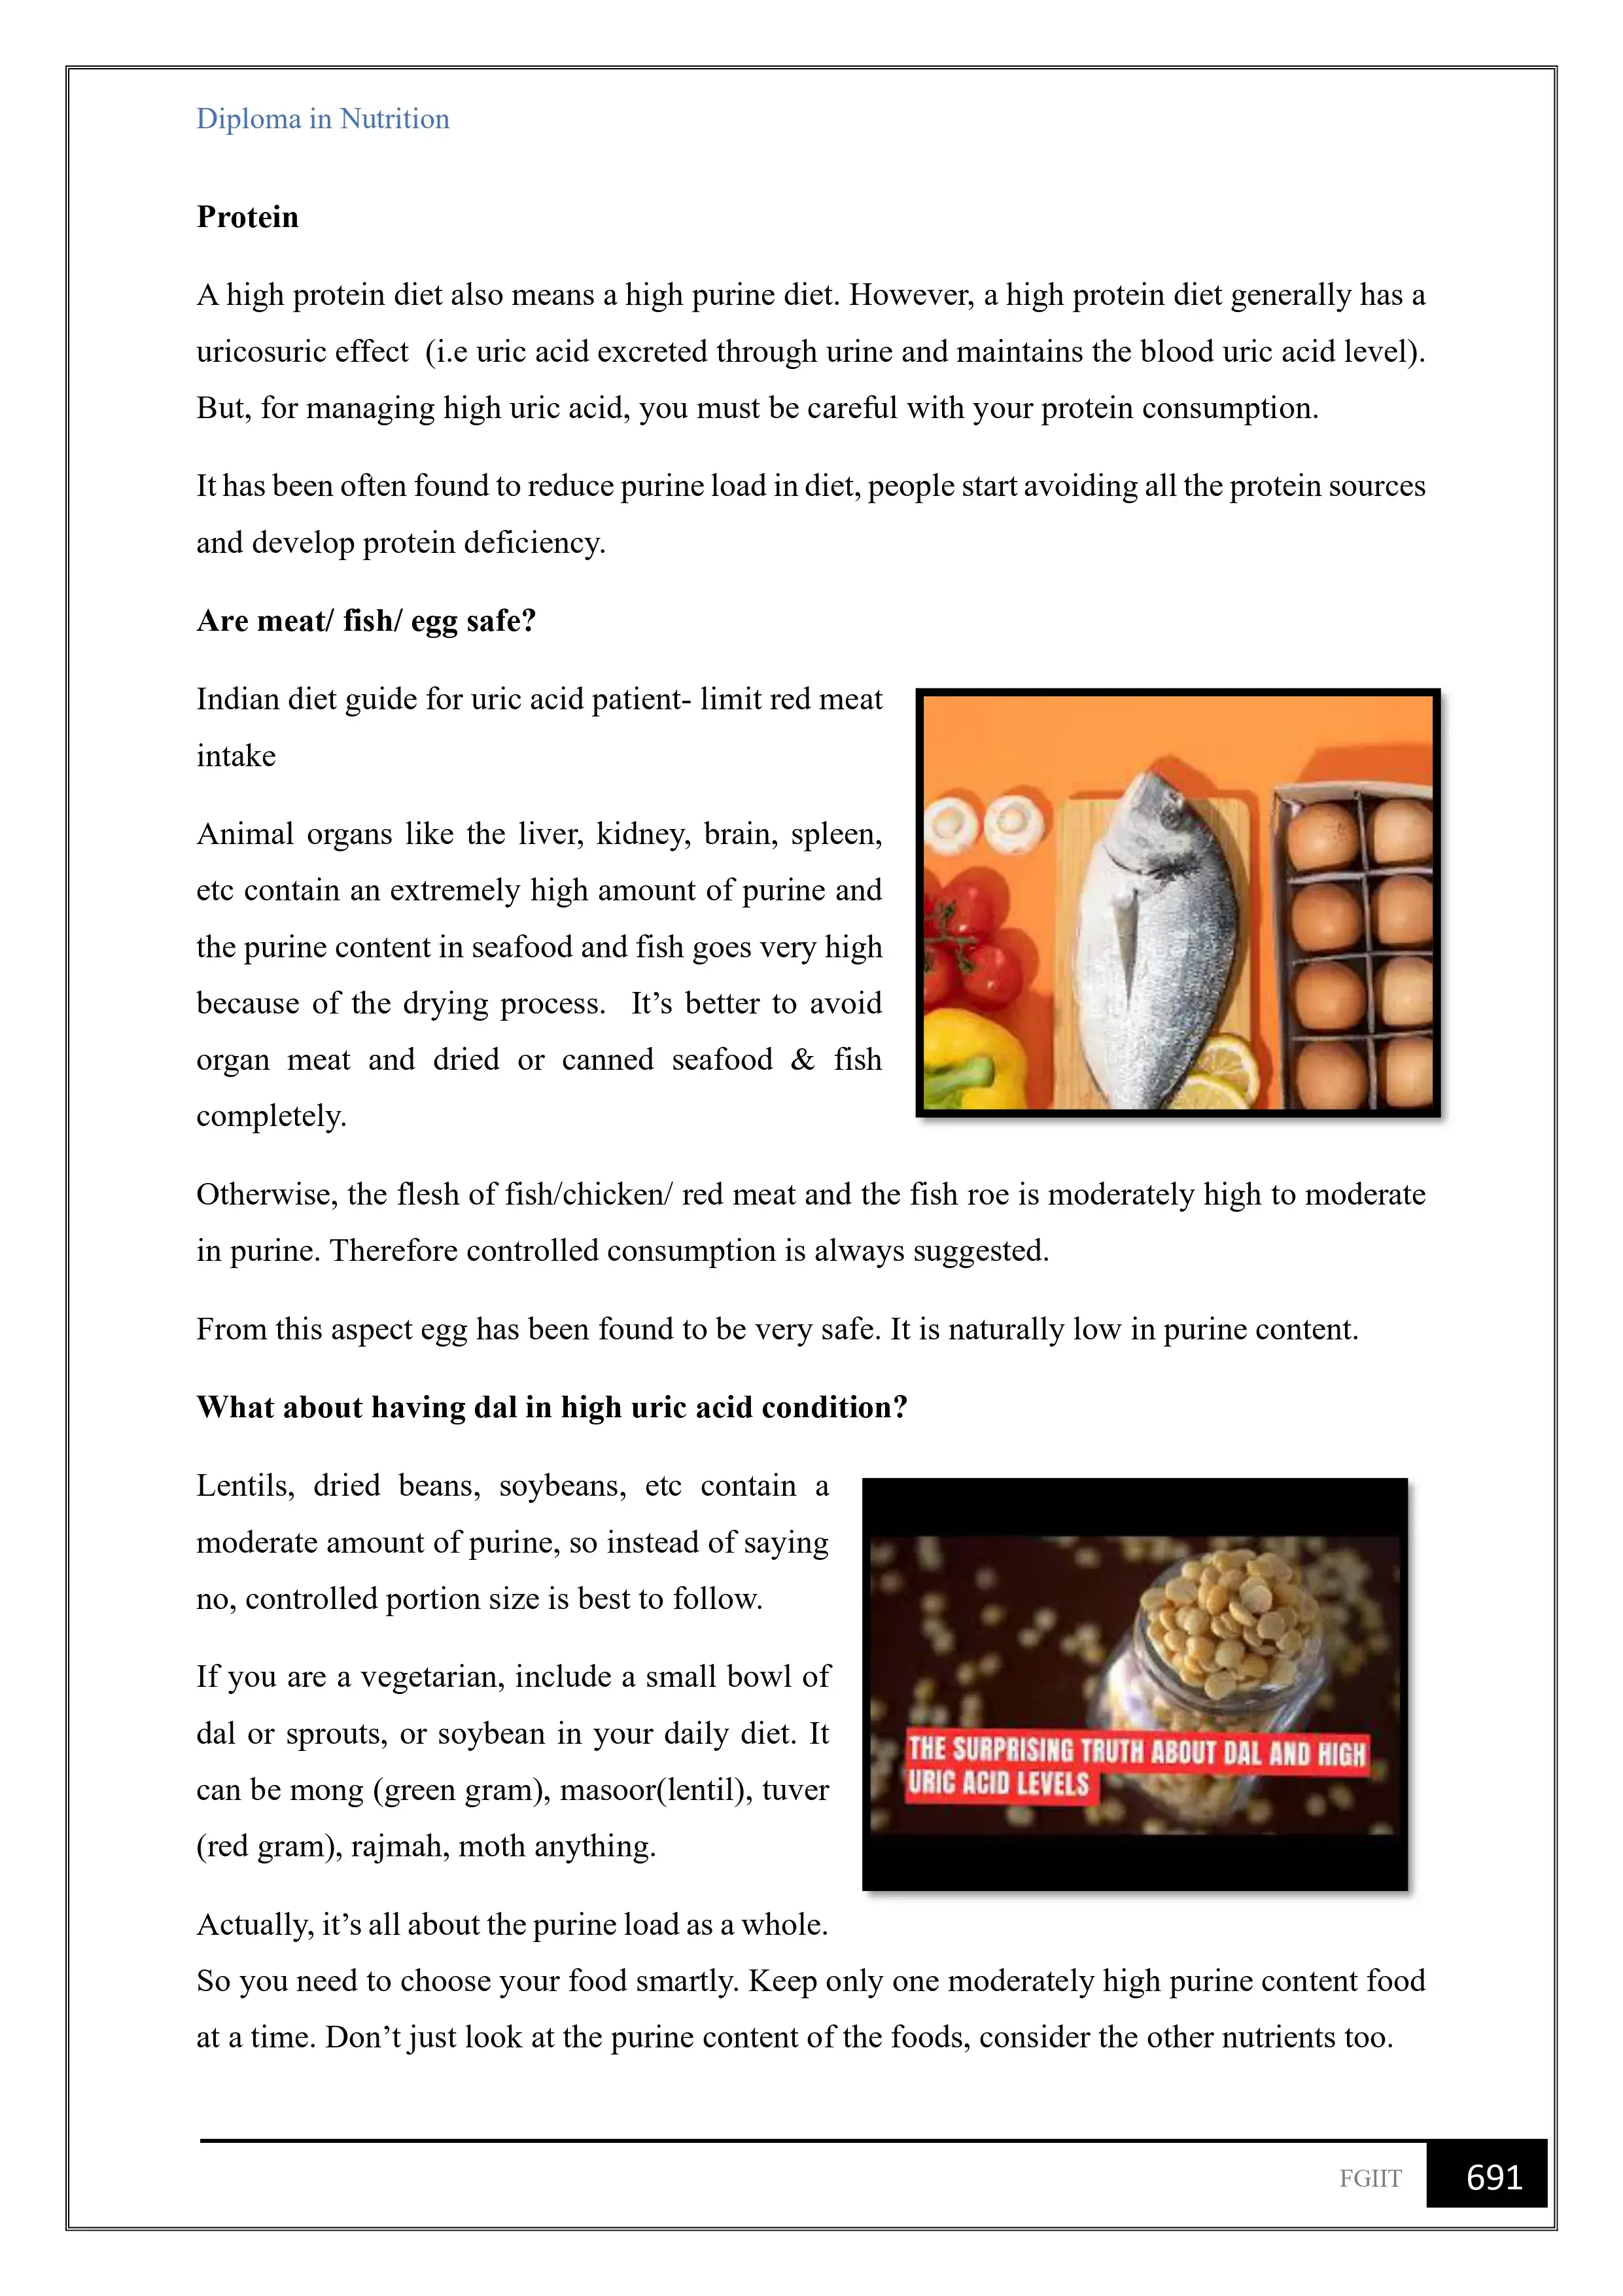 Diploma in Nutrition
Protein
A high protein diet also means a high purine diet. However, a high protein diet generally has a
uricosuric effect  (i.e uric acid excreted through urine and maintains the blood uric acid level).
But, for managing high uric acid, you must be careful with your protein consumption.
It has been often found to reduce purine load in diet, people start avoiding all the protein sources
and develop protein deficiency.
Are meat/ fish/ egg safe?
Indian diet guide for uric acid patient- limit red meat
intake
Animal organs like the liver, kidney, brain, spleen,
etc contain an extremely high amount of purine and
the purine content in seafood and fish goes very high
because of the drying process.  It’s better to avoid
organ meat and dried or canned seafood & fish
completely.
Otherwise, the flesh of fish/chicken/ red meat and the fish roe is moderately high to moderate
in purine. Therefore controlled consumption is always suggested.
From this aspect egg has been found to be very safe. It is naturally low in purine content.
What about having dal in high uric acid condition?
Lentils, dried beans, soybeans, etc contain a
moderate amount of purine, so instead of saying
no, controlled portion size is best to follow.
If you are a vegetarian, include a small bowl of
dal or sprouts, or soybean in your daily diet. It
can be mong (green gram), masoor(lentil), tuver
(red gram), rajmah, moth anything.
THE SURPRISING TRUTH ABOUT DAL AND HIGH
URIC ACID LEVELS
Actually, it’s all about the purine load as a whole.
So you need to choose your food smartly. Keep only one moderately high purine content food
at a time. Don’t just look at the purine content of the foods, consider the other nutrients too.
FGIIT
691